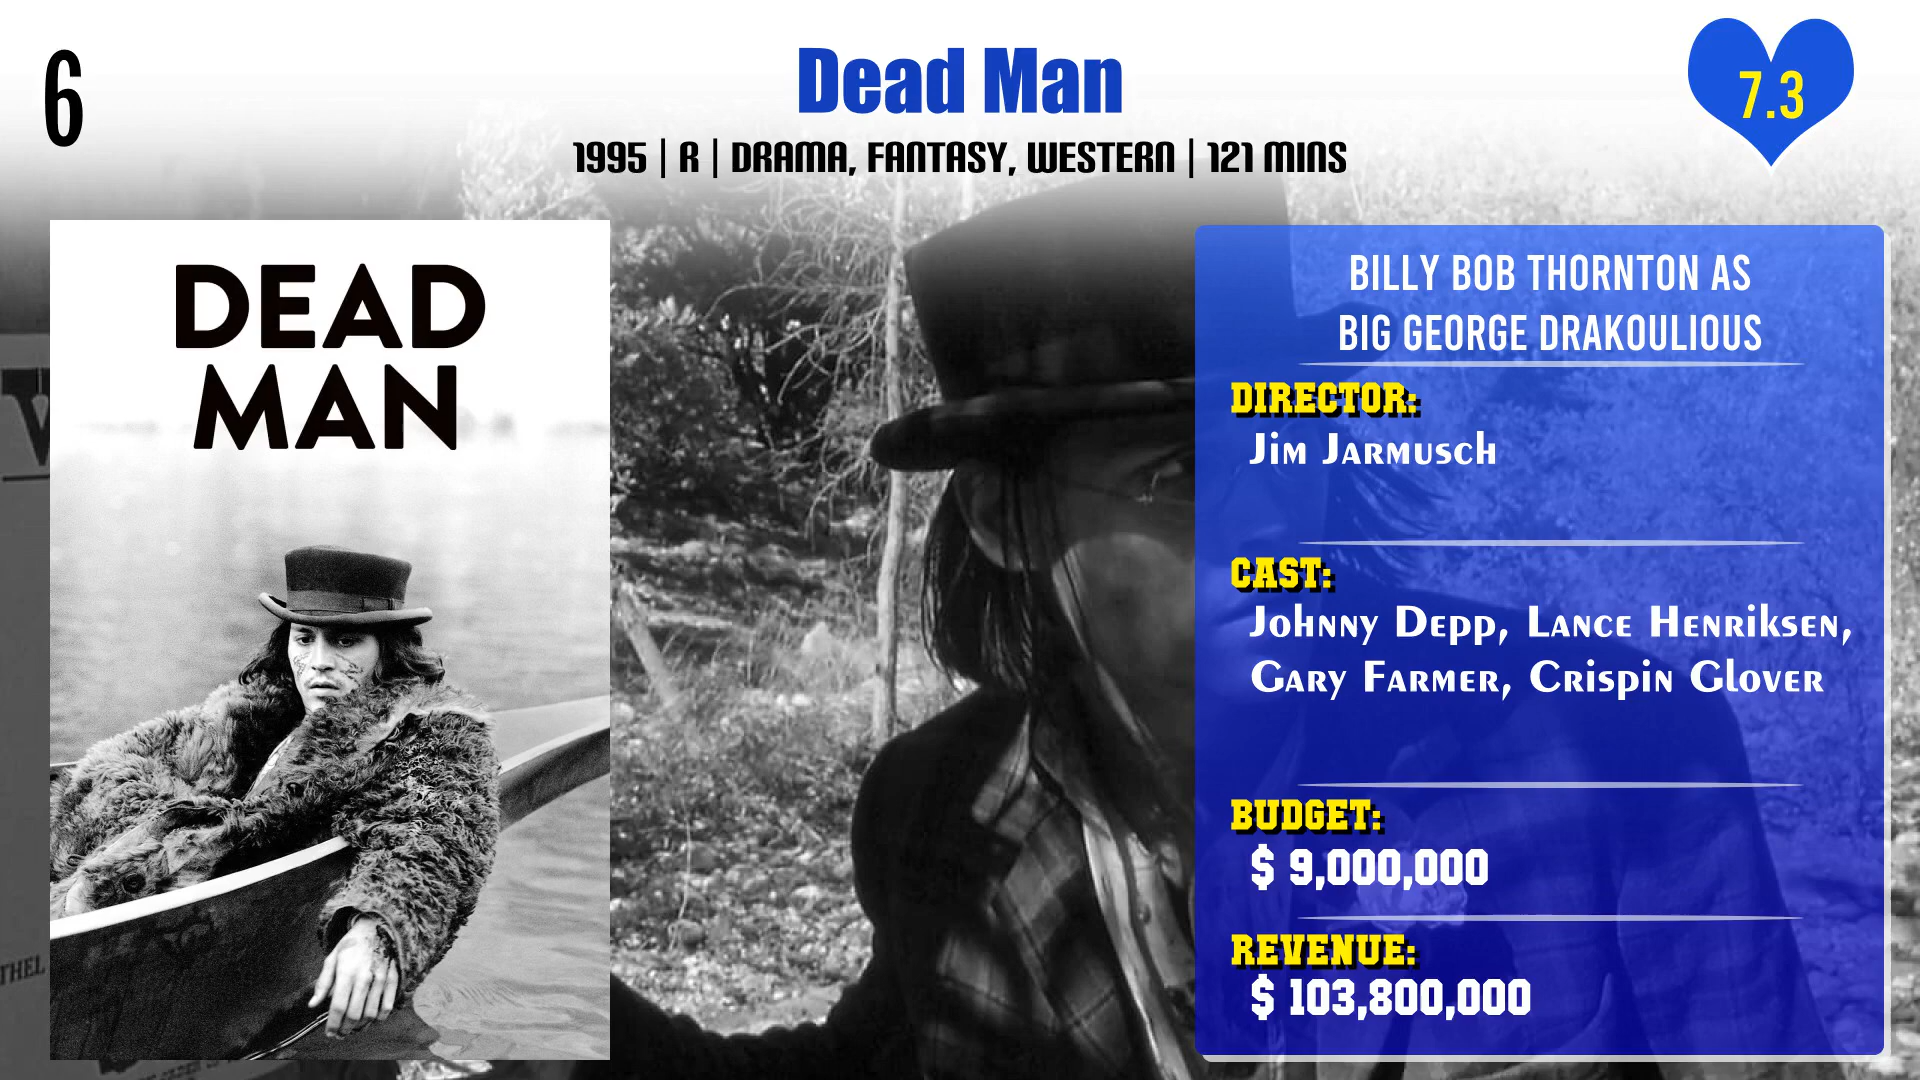 6
Dead Man
7.3
1995 | R | DRAMA, FANTASY, WESTERN | 121 MINS
DEAD
MAN
BILLY BOB THORNTON AS
BIG GEORGE DRAKOULIOUS
DIRECTOR:
Jim Jarmusch
CAST:
Johnny Depp, Lance Henriksen,
Gary Farmer, Crispin Glover
BUDGET:
$ 9,000,000
REVENUE:
$ 103,800,000